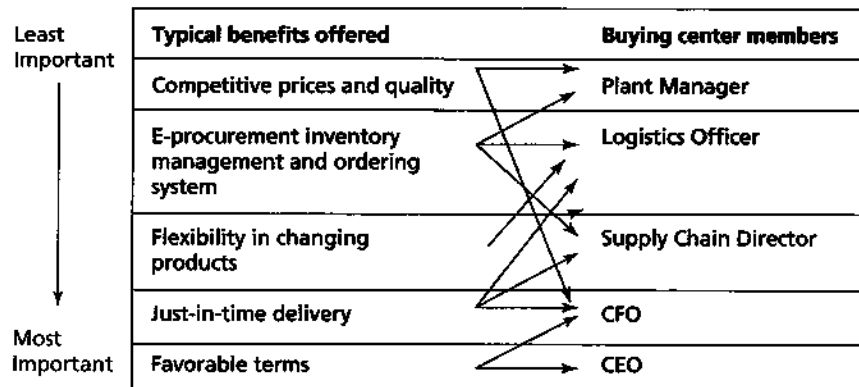 Least
Important
Typical benefits offered
Buying center members
Competitive prices and quality
Plant Manager
E-procurement inventory
management and ordering
system
Logistics Officer
Flexibility in changing
products
Supply Chain Director
Just-in-time delivery
CFO
Most
Important
Favorable terms
CEO